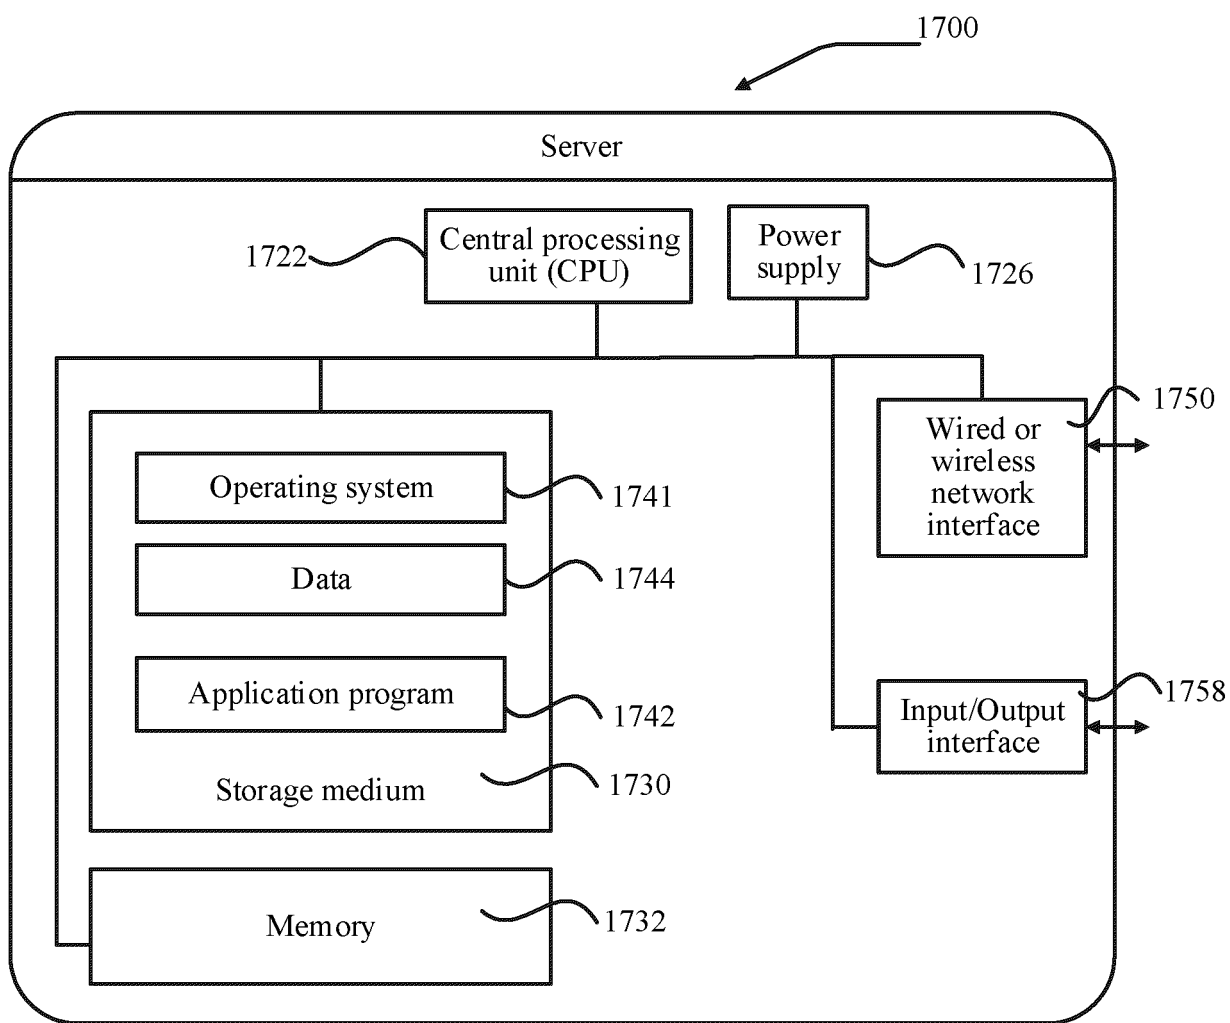 1700
Server
1722
Central processing
unit (CPU)
Power
supply
1726
1750
Wired or
wireless
network
interface
Operating system
1741
Data
1744
Application program
1742
Storage medium
1730
1758
Input/Output
interface
Memory
1732